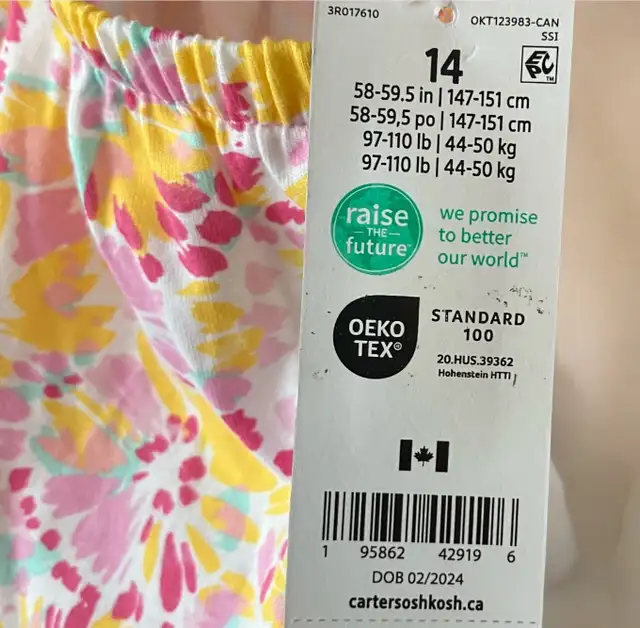 3R017610
OKT123983-CAN
SSI
14
EPC™
58-59.5 in | 147-151 cm
58-59,5 po | 147-151 cm
97-110 lb | 44-50 kg
97-110 lb | 44-50 kg
raise
THE
future™
we promise
to better
our world™
OEKO
TEX®
STANDARD
100
20.HUS.39362
Hohenstein HTTI
1 95862 42919 6
DOB 02/2024
cartersoshkosh.ca